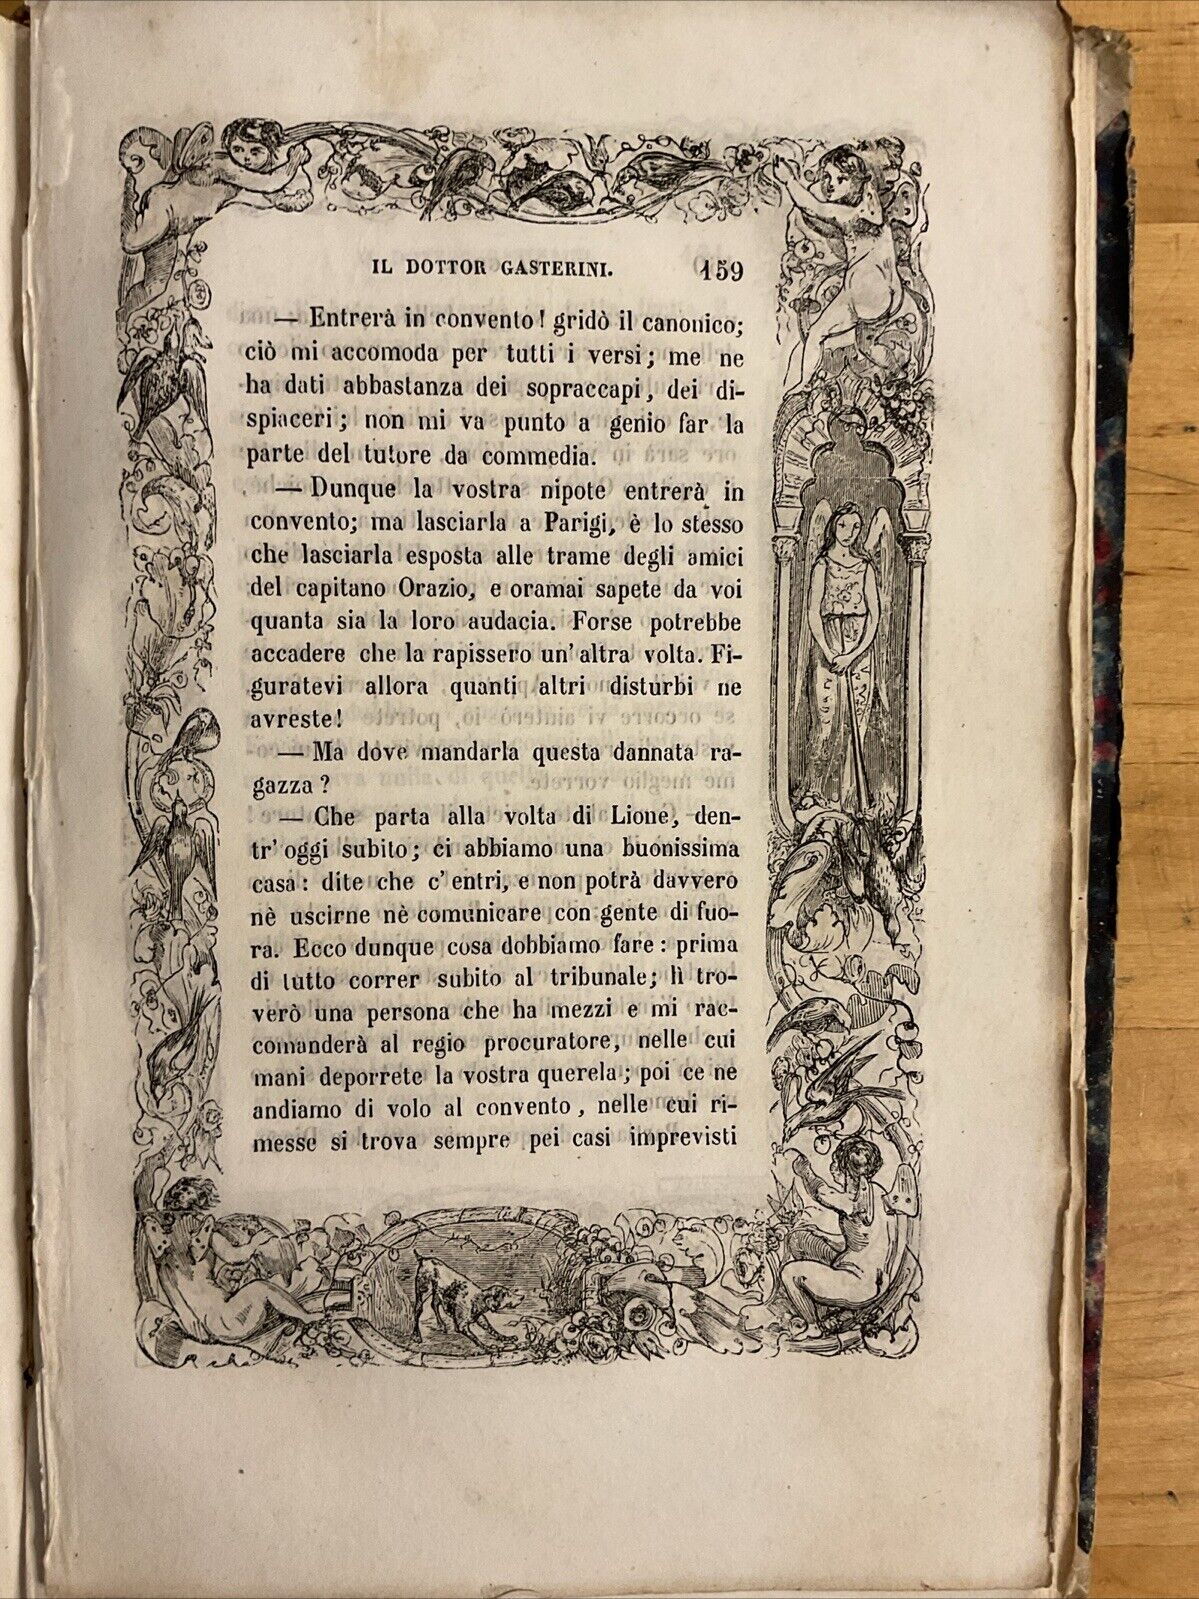 IL DOTTOR GASTERINI. 159
— Entrerà in convento! gridò il canonico;
ciò mi accomoda per tutti i versi; me ne
ha dati abbastanza dei sopraccapi, dei di-
spiaceri; non mi va punto a genio far la
parte del tutore da commedia.
— Dunque la vostra nipote entrerà in
convento; ma lasciarla a Parigi, è lo stesso
che lasciarla esposta alle trame degli amici
del capitano Orazio, e oramai sapete da voi
quanta sia la loro audacia. Forse potrebbe
accadere che la rapissero un' altra volta. Fi-
guratevi allora quanti altri disturbi ne
avreste!
— Ma dove mandarla questa dannata ra-
gazza?
— Che parta alla volta di Lione, den-
tr' oggi subito; ci abbiamo una buonissima
casa: dite che c' entri, e non potrà davvero
nè uscirne nè comunicare con gente di fuo-
ra. Ecco dunque cosa dobbiamo fare: prima
di tutto correr subito al tribunale; lì tro-
verò una persona che ha mezzi e mi rac-
comanderà al regio procuratore, nelle cui
mani deporrete la vostra querela; poi ce ne
andiamo di volo al convento, nelle cui ri-
messe si trova sempre pei casi imprevisti